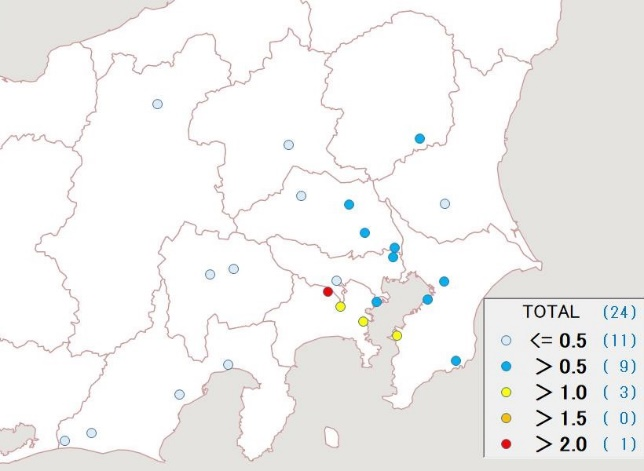 TOTAL (24)
<= 0.5 (11)
> 0.5 ( 9)
> 1.0 ( 3)
> 1.5 ( 0)
> 2.0 ( 1)